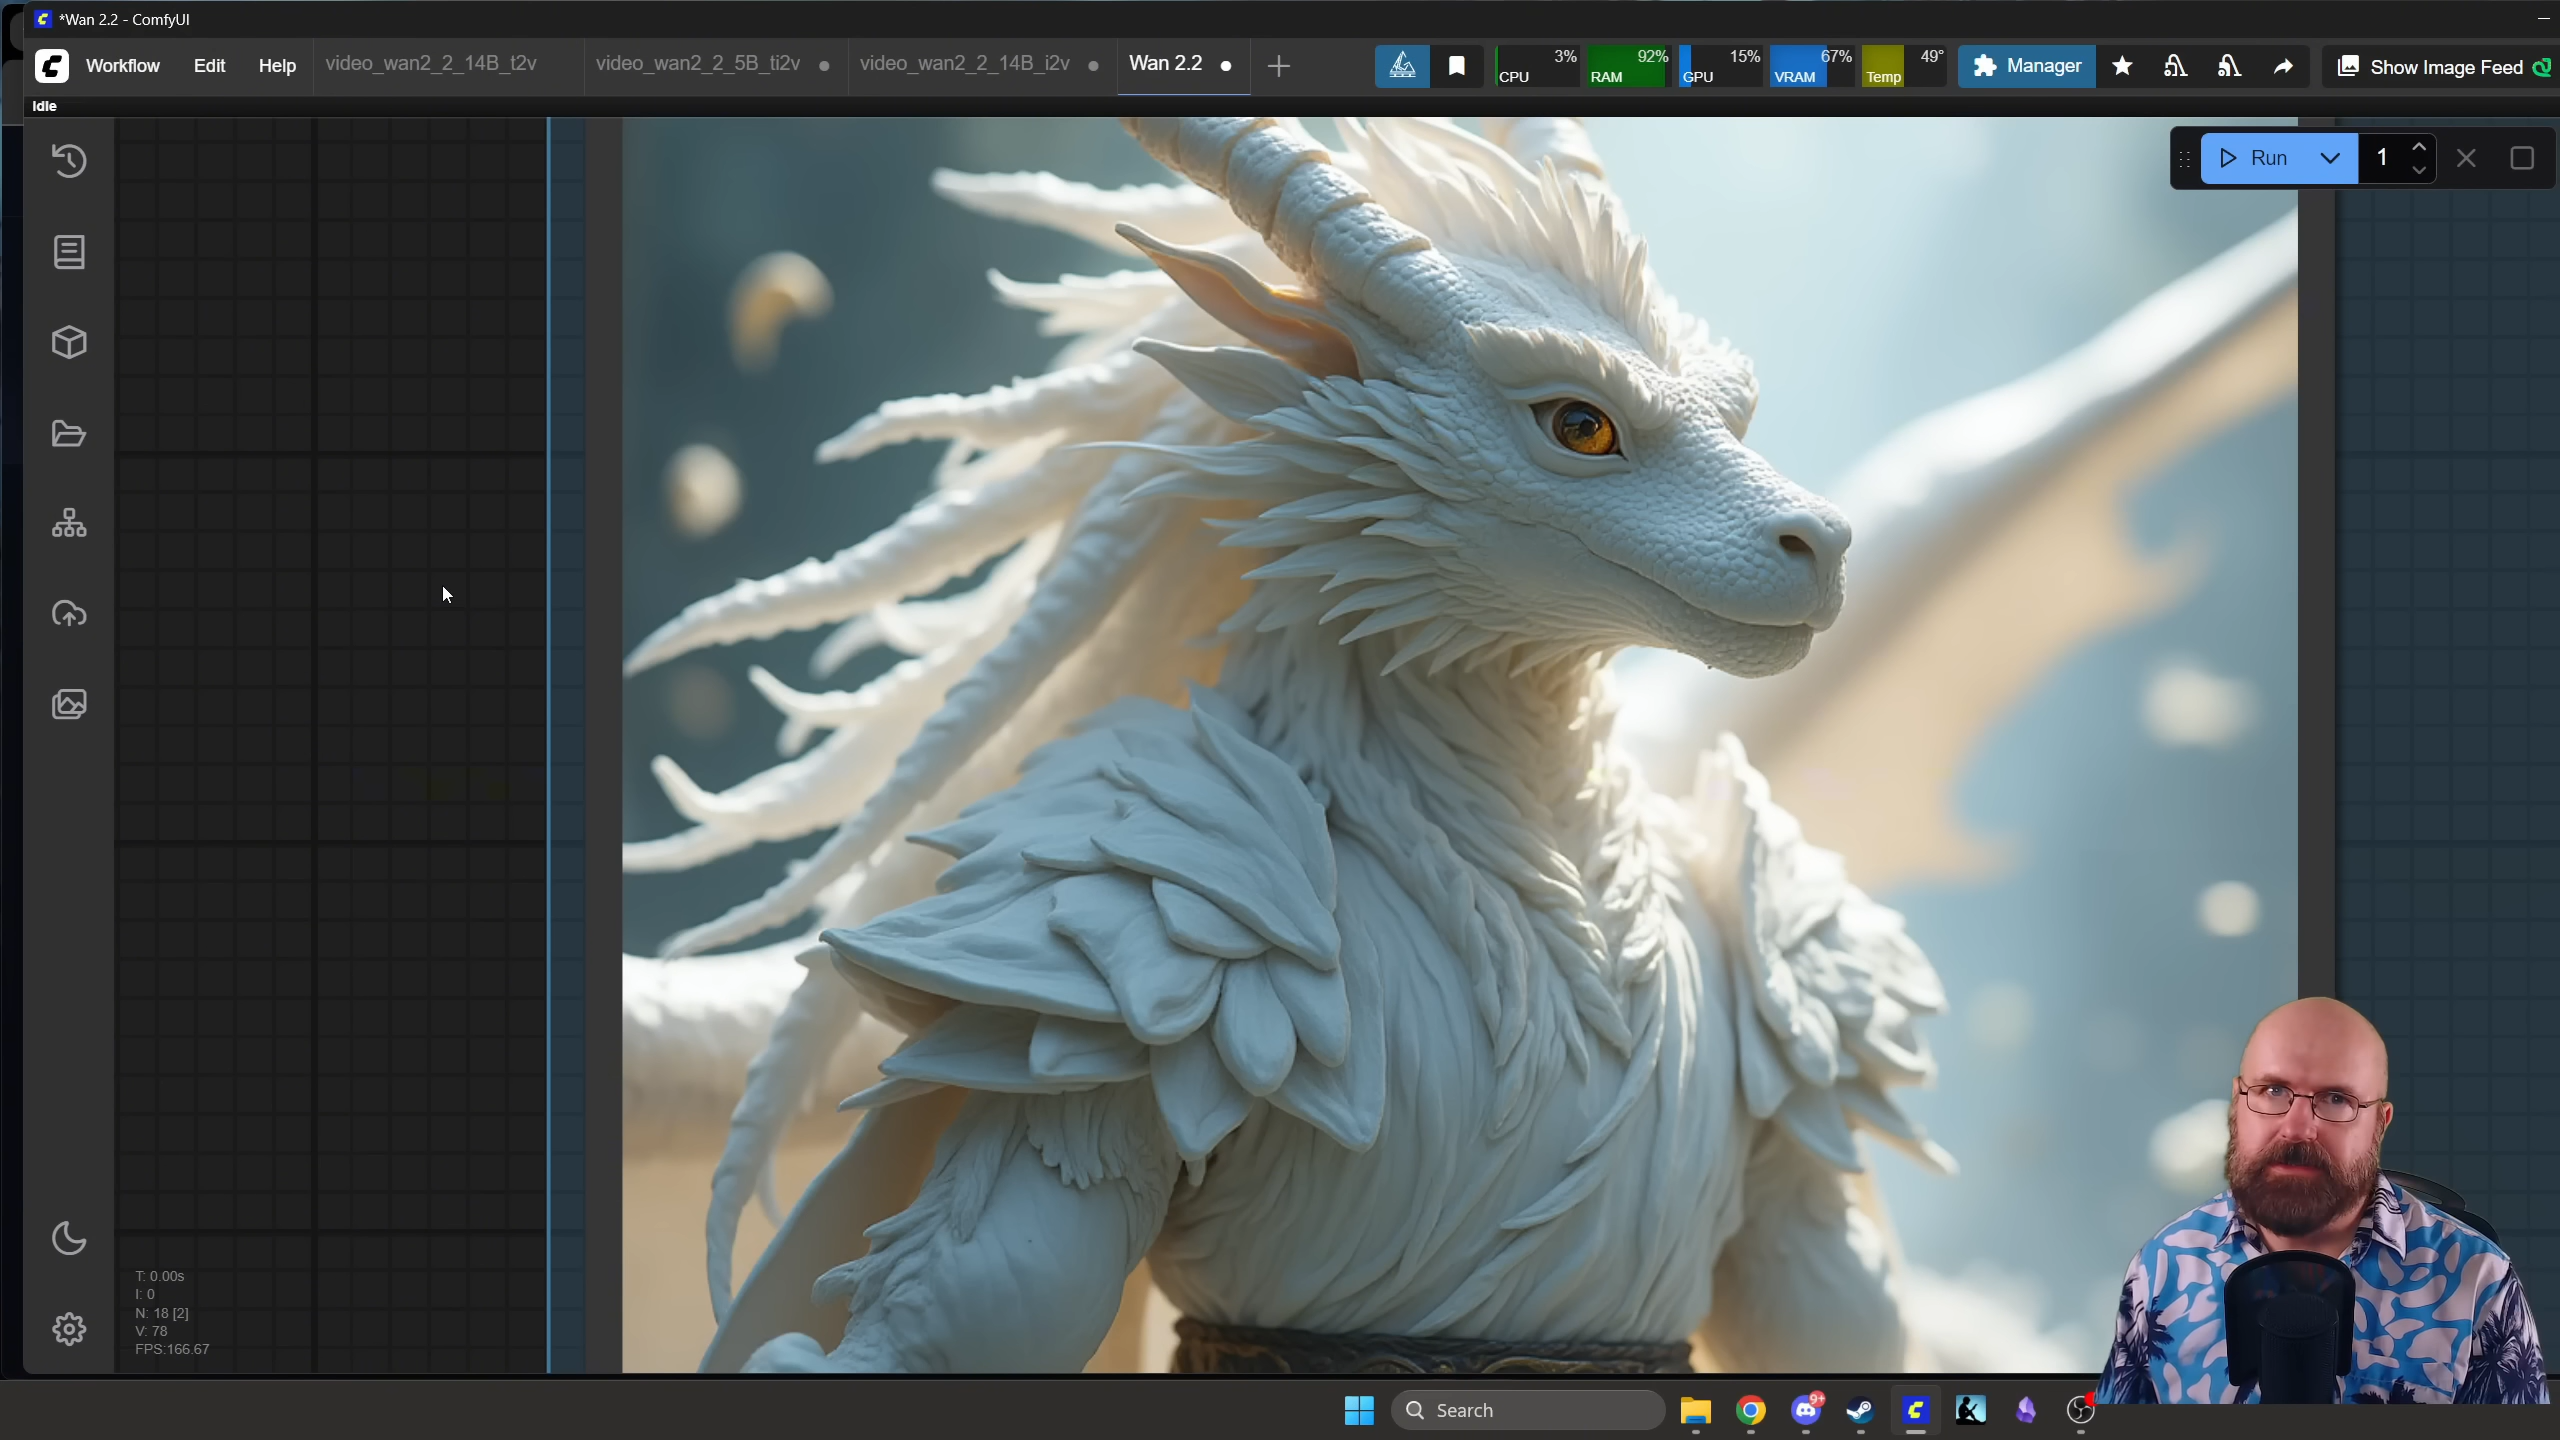 *Wan 2.2 - ComfyUI
Workflow Edit Help video_wan2_2_14B_t2v video_wan2_2_5B_ti2v video_wan2_2_14B_i2v Wan 2.2
CPU 3% RAM 92% GPU 15% VRAM 67% Temp 49° Manager Show Image Feed
Idle
Run 1
T: 0.00s
I: 0
N: 18 [2]
V: 78
FPS:166.67
Search
9+